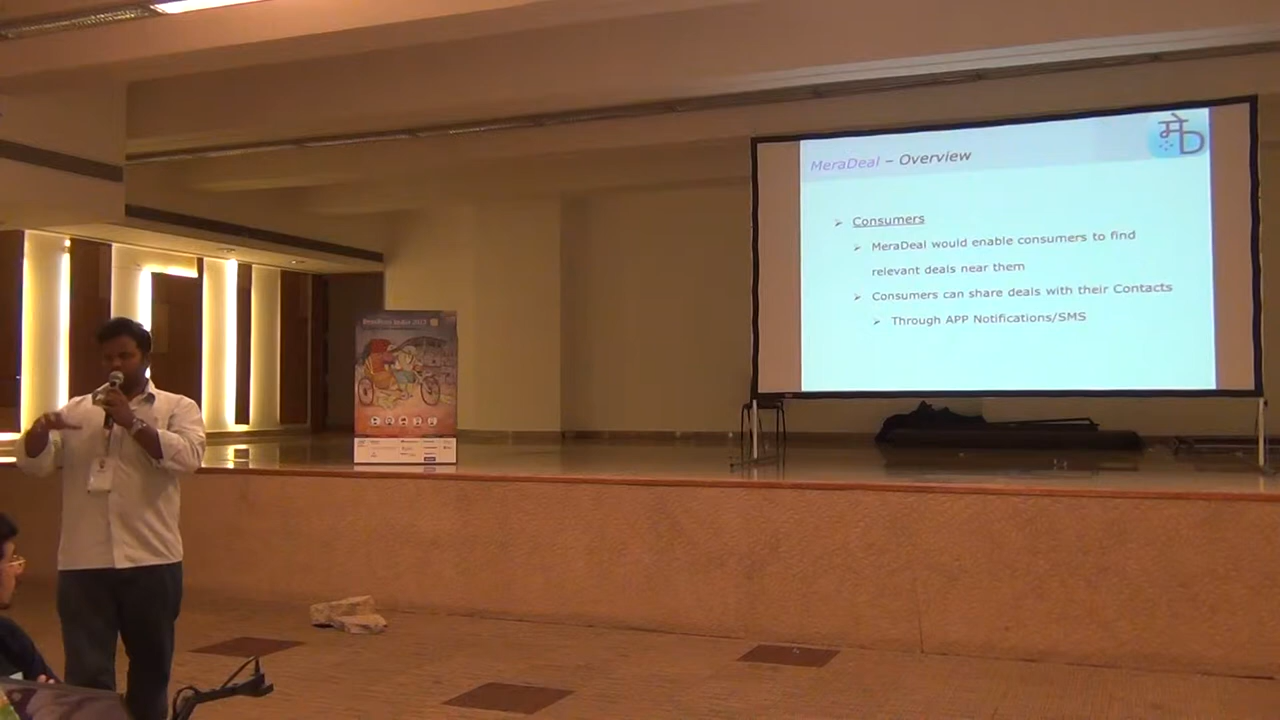 MeraDeal – Overview
मे
D
➢ Consumers
➢ MeraDeal would enable consumers to find
relevant deals near them
➢ Consumers can share deals with their Contacts
➢ Through APP Notifications/SMS